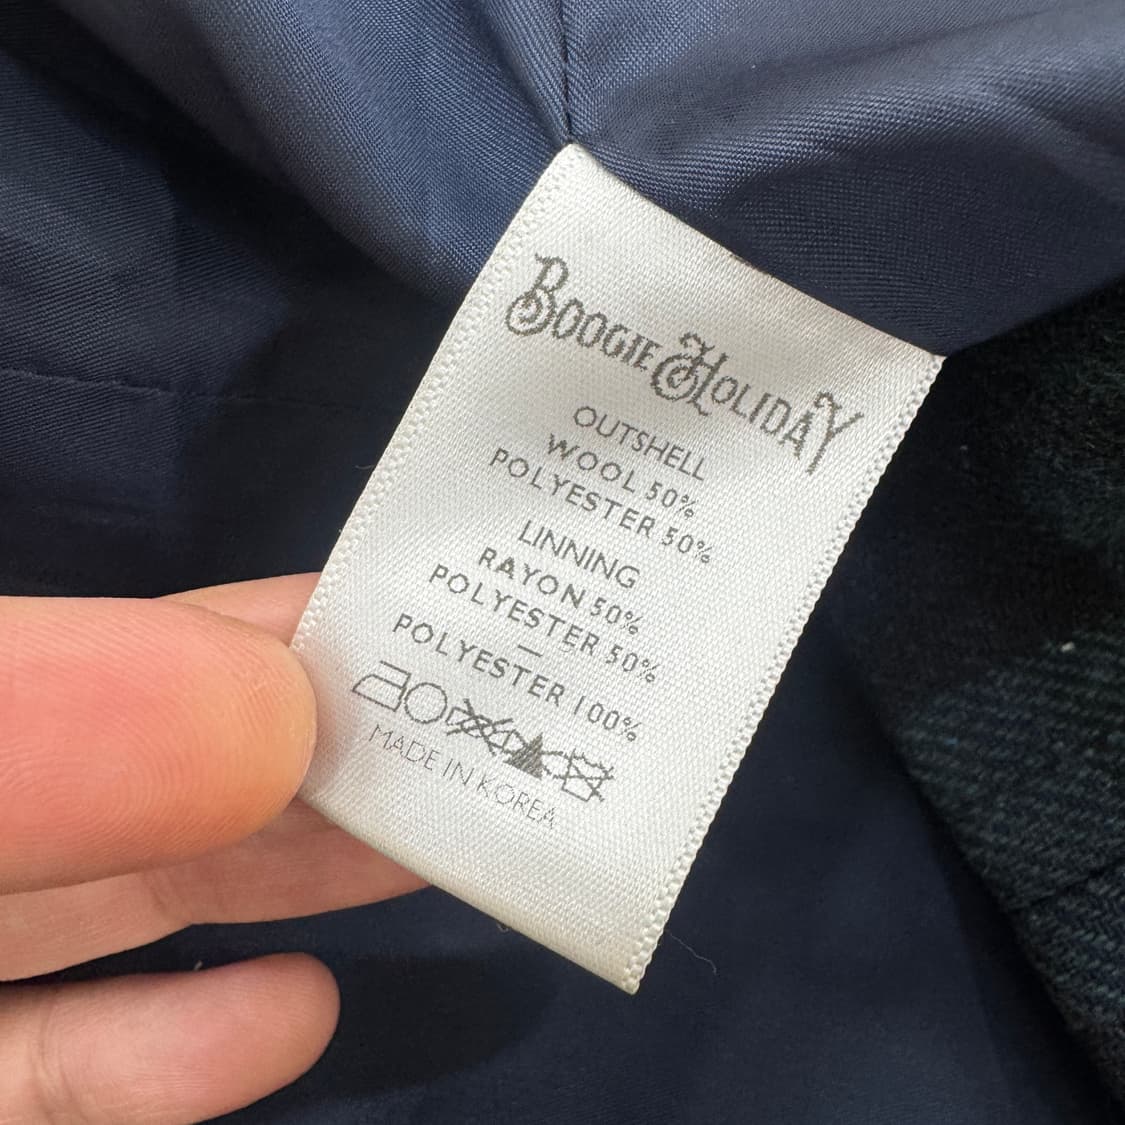 BOOGIE HOLIDAY
OUTSHELL
WOOL 50%
POLYESTER 50%
LINNING
RAYON 50%
POLYESTER 50%
—
POLYESTER 100%
MADE IN KOREA